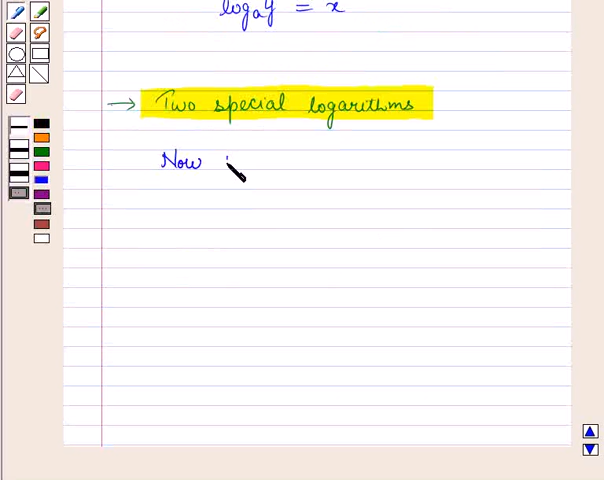 logₐy = x
→ Two special logarithms
Now